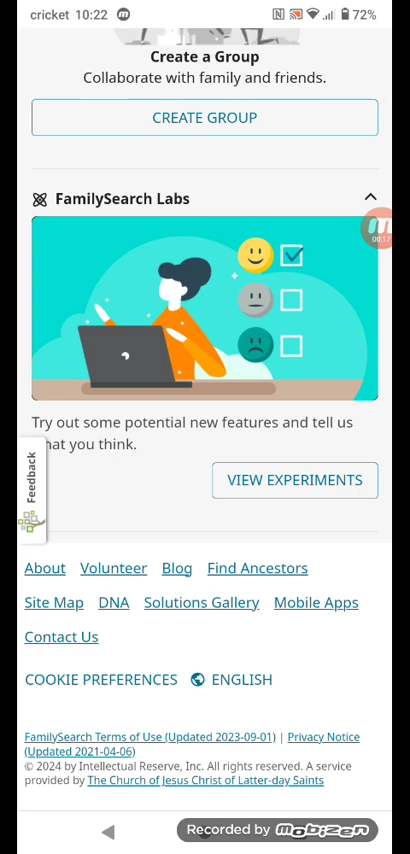 cricket 10:22 m N 72%
Create a Group
Collaborate with family and friends.
CREATE GROUP
FamilySearch Labs
00:17
Try out some potential new features and tell us
hat you think.
Feedback
VIEW EXPERIMENTS
About Volunteer Blog Find Ancestors
Site Map DNA Solutions Gallery Mobile Apps
Contact Us
COOKIE PREFERENCES ENGLISH
FamilySearch Terms of Use (Updated 2023-09-01) | Privacy Notice
(Updated 2021-04-06)
© 2024 by Intellectual Reserve, Inc. All rights reserved. A service
provided by The Church of Jesus Christ of Latter-day Saints
Recorded by mobizen